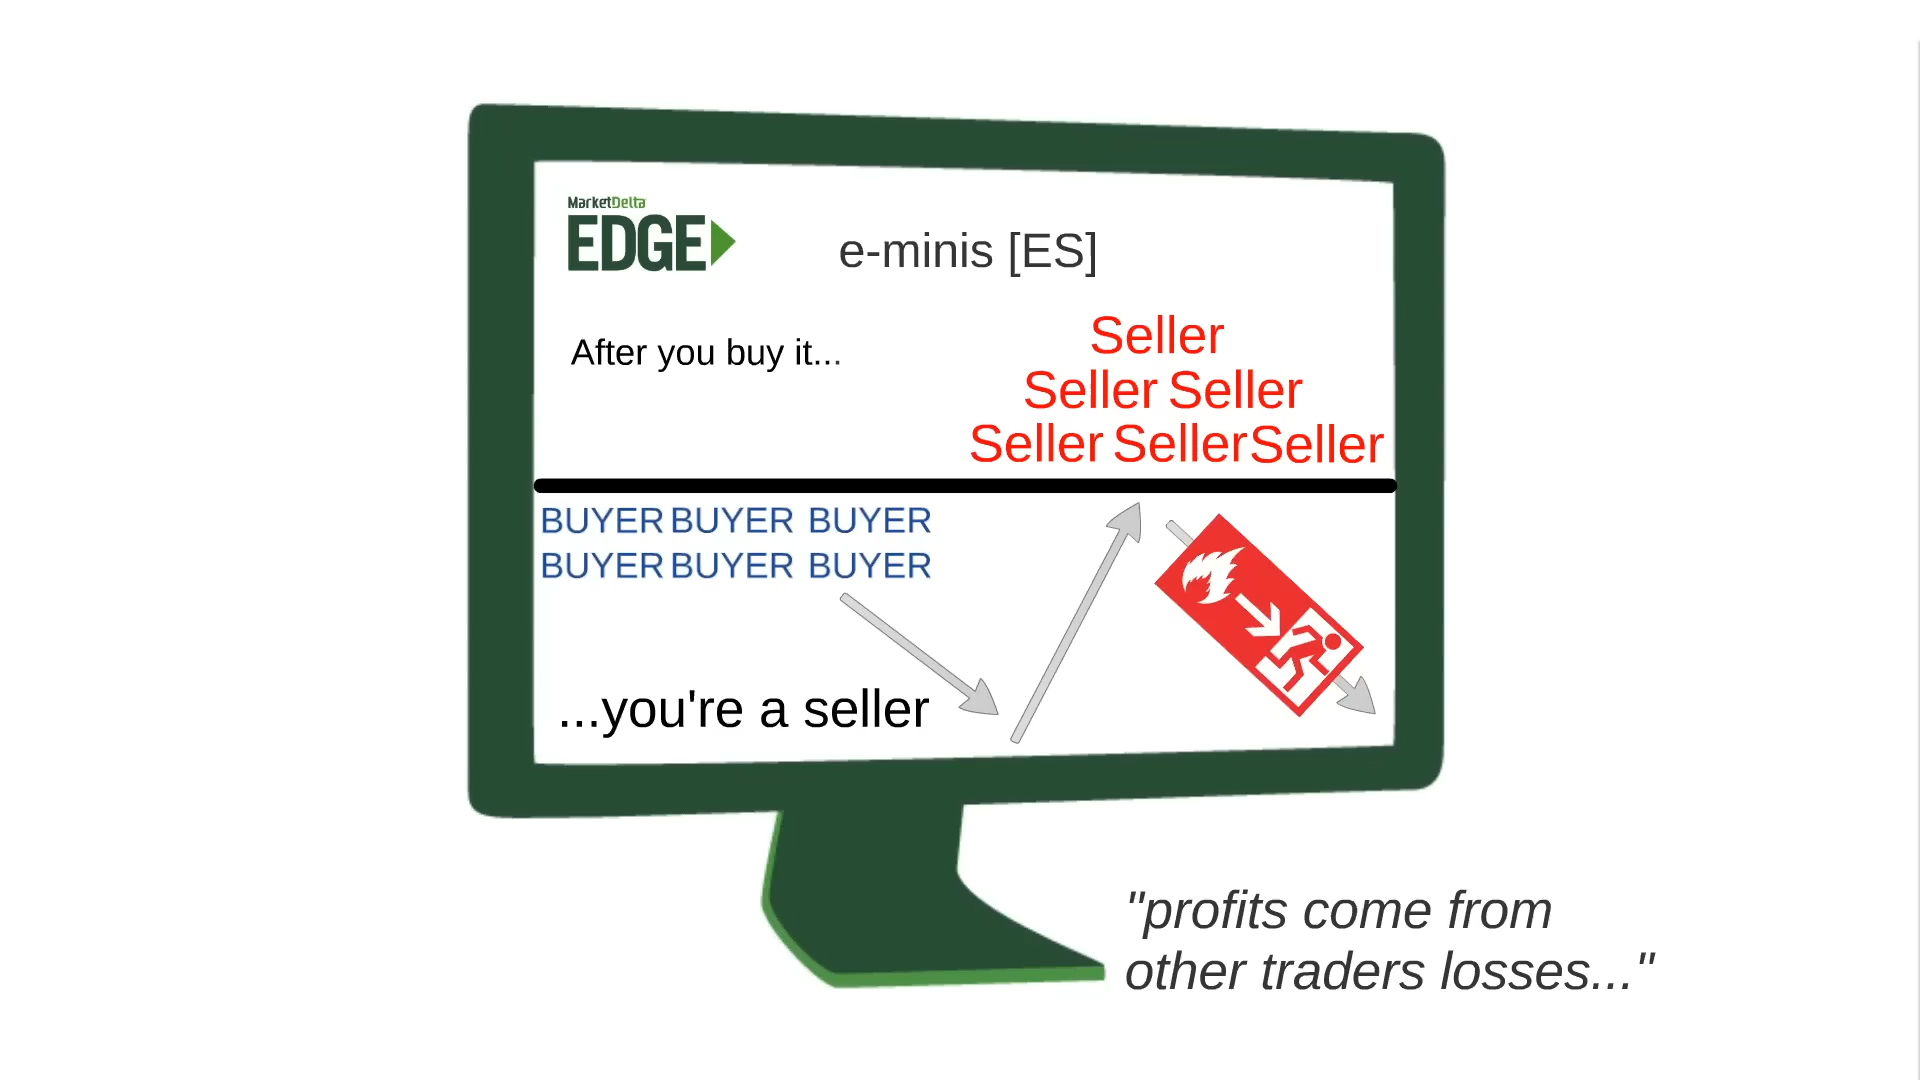 MarketDelta
EDGE
e-minis [ES]
After you buy it...
Seller
Seller Seller
Seller Seller Seller
BUYER BUYER BUYER
BUYER BUYER BUYER
...you're a seller
"profits come from
other traders losses..."